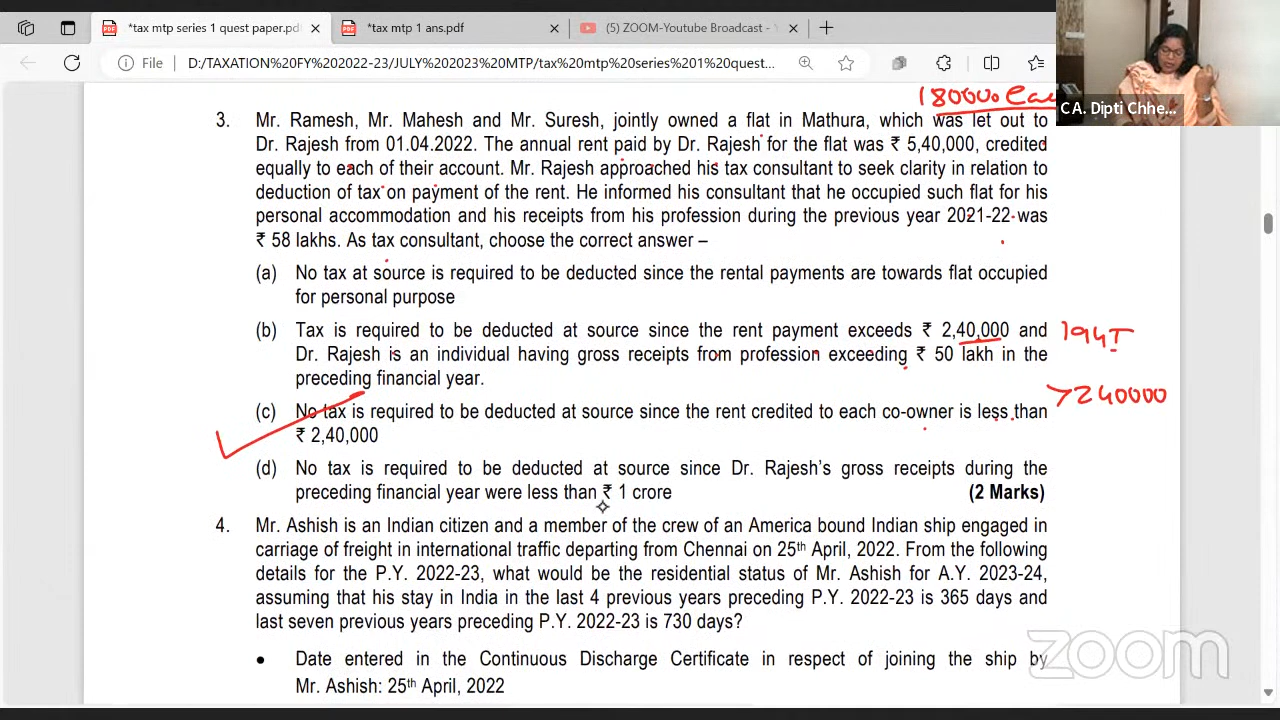 *tax mtp series 1 quest paper.pdf
*tax mtp 1 ans.pdf
(5) ZOOM-Youtube Broadcast -
File
D:/TAXATION%20FY%202022-23/JULY%202023%20MTP/tax%20mtp%20series%201%20quest...
C A. Dipti Chhe...
18000.
3. Mr. Ramesh, Mr. Mahesh and Mr. Suresh, jointly owned a flat in Mathura, which was let out to
Dr. Rajesh from 01.04.2022. The annual rent paid by Dr. Rajesh for the flat was ₹ 5,40,000, credited
equally to each of their account. Mr. Rajesh approached his tax consultant to seek clarity in relation to
deduction of tax on payment of the rent. He informed his consultant that he occupied such flat for his
personal accommodation and his receipts from his profession during the previous year 2021-22 was
₹ 58 lakhs. As tax consultant, choose the correct answer –
(a) No tax at source is required to be deducted since the rental payments are towards flat occupied
for personal purpose
(b) Tax is required to be deducted at source since the rent payment exceeds ₹ 2,40,000 and
194I
Dr. Rajesh is an individual having gross receipts from profession exceeding ₹ 50 lakh in the
preceding financial year.
>240000
(c) No tax is required to be deducted at source since the rent credited to each co-owner is less than
₹ 2,40,000
(d) No tax is required to be deducted at source since Dr. Rajesh's gross receipts during the
preceding financial year were less than ₹ 1 crore (2 Marks)
4. Mr. Ashish is an Indian citizen and a member of the crew of an America bound Indian ship engaged in
carriage of freight in international traffic departing from Chennai on 25th April, 2022. From the following
details for the P.Y. 2022-23, what would be the residential status of Mr. Ashish for A.Y. 2023-24,
assuming that his stay in India in the last 4 previous years preceding P.Y. 2022-23 is 365 days and
last seven previous years preceding P.Y. 2022-23 is 730 days?
• Date entered in the Continuous Discharge Certificate in respect of joining the ship by
Mr. Ashish: 25th April, 2022
zoom